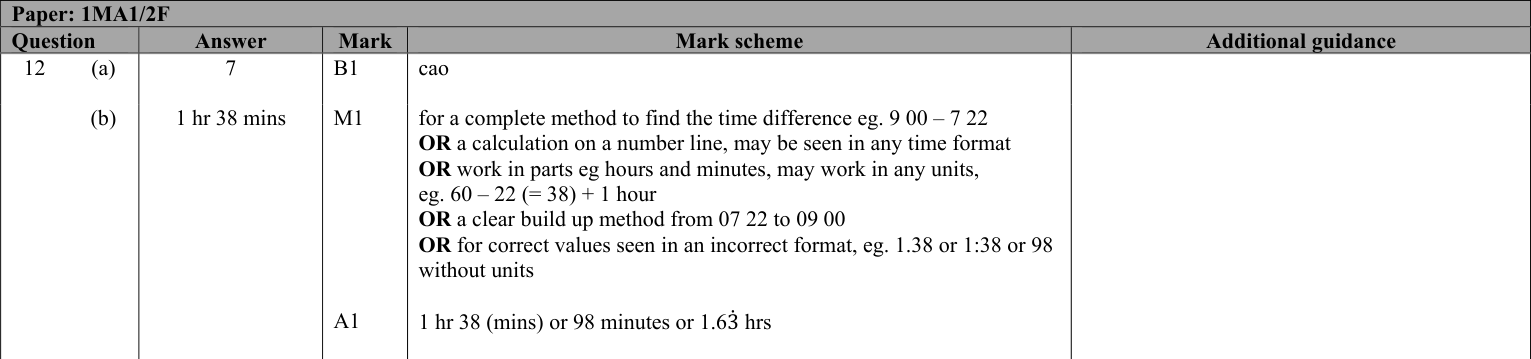 Paper: 1MA1/2F
Question Answer Mark Mark scheme Additional guidance
12 (a) 7 B1 cao
(b) 1 hr 38 mins M1 for a complete method to find the time difference eg. 9 00 – 7 22
OR a calculation on a number line, may be seen in any time format
OR work in parts eg hours and minutes, may work in any units,
eg. 60 – 22 (= 38) + 1 hour
OR a clear build up method from 07 22 to 09 00
OR for correct values seen in an incorrect format, eg. 1.38 or 1:38 or 98
without units
A1 1 hr 38 (mins) or 98 minutes or 1.63̇ hrs